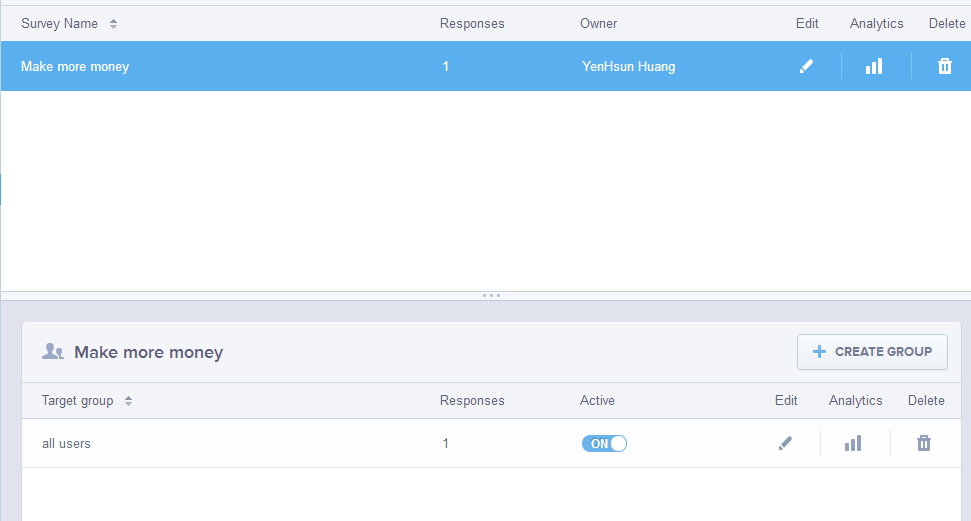 Survey Name Responses Owner Edit Analytics Delete
Make more money 1 YenHsun Huang
Make more money + CREATE GROUP
Target group Responses Active Edit Analytics Delete
all users 1 ON